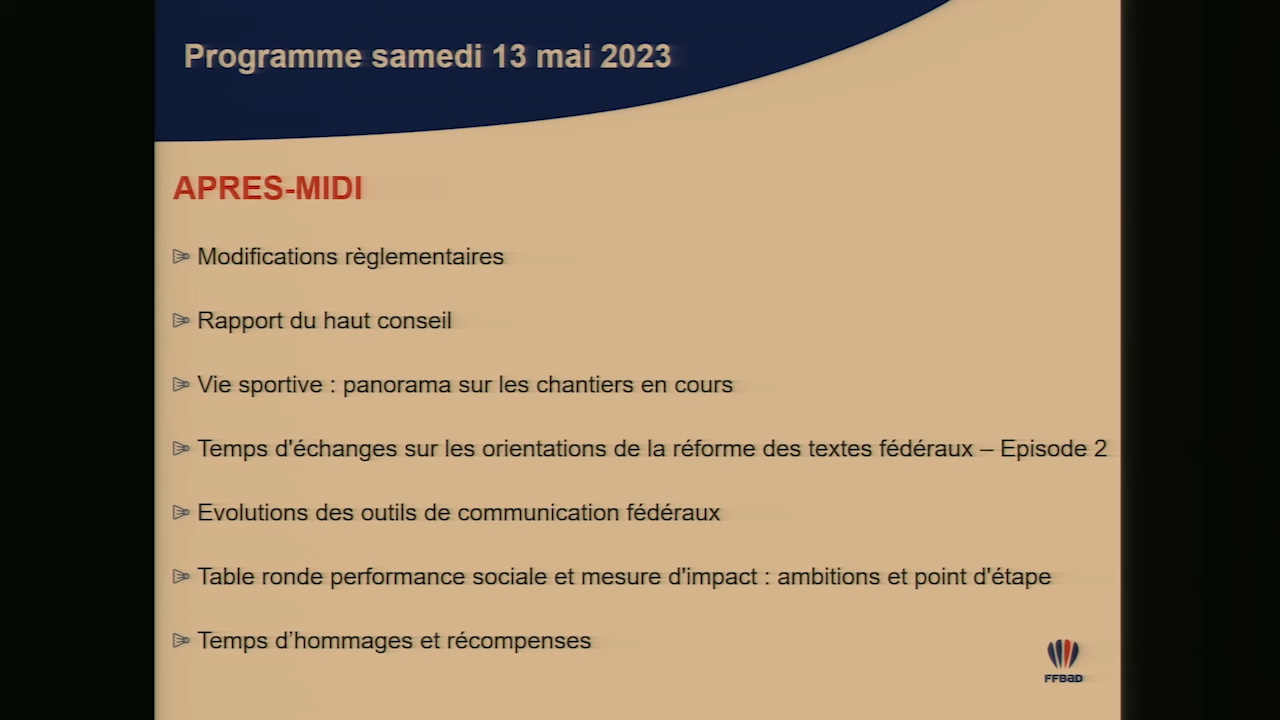 Programme samedi 13 mai 2023
APRES-MIDI
Modifications règlementaires
Rapport du haut conseil
Vie sportive : panorama sur les chantiers en cours
Temps d'échanges sur les orientations de la réforme des textes fédéraux – Episode 2
Evolutions des outils de communication fédéraux
Table ronde performance sociale et mesure d'impact : ambitions et point d'étape
Temps d’hommages et récompenses
FFBaD